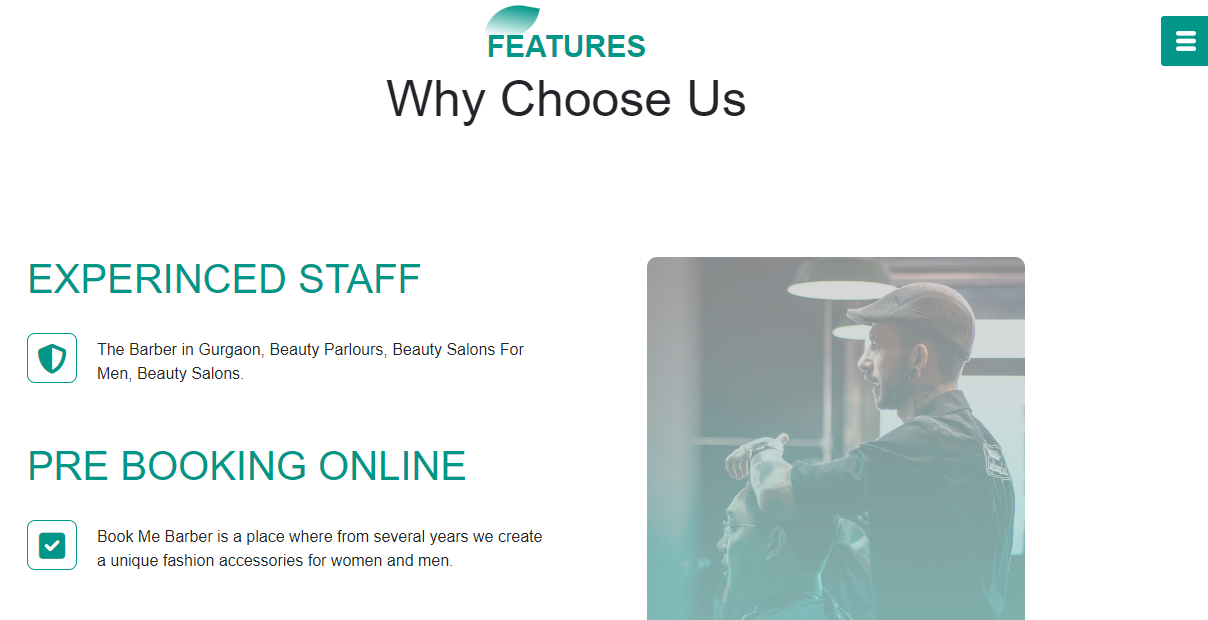 FEATURES
Why Choose Us
EXPERINCED STAFF
The Barber in Gurgaon, Beauty Parlours, Beauty Salons For
Men, Beauty Salons.
PRE BOOKING ONLINE
Book Me Barber is a place where from several years we create
a unique fashion accessories for women and men.